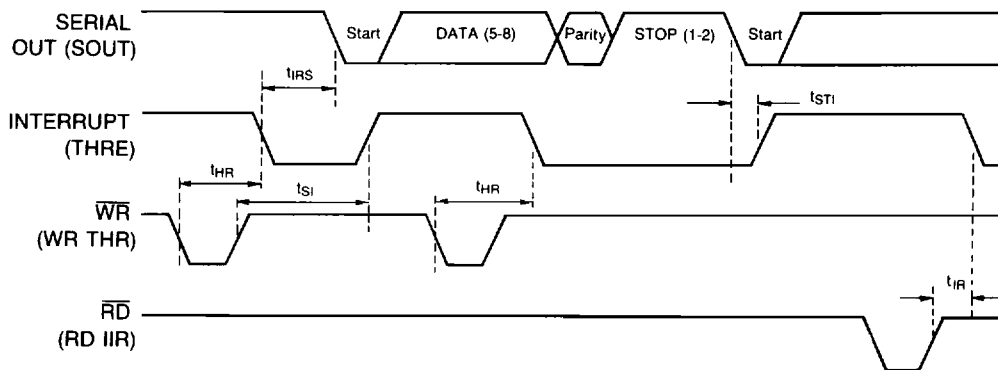 SERIAL
OUT (SOUT)
Start
DATA (5-8)
Parity
STOP (1-2)
Start
tIRS
tSTI
INTERRUPT
(THRE)
tHR
tSI
tHR
WR
(WR THR)
tIR
RD
(RD IIR)